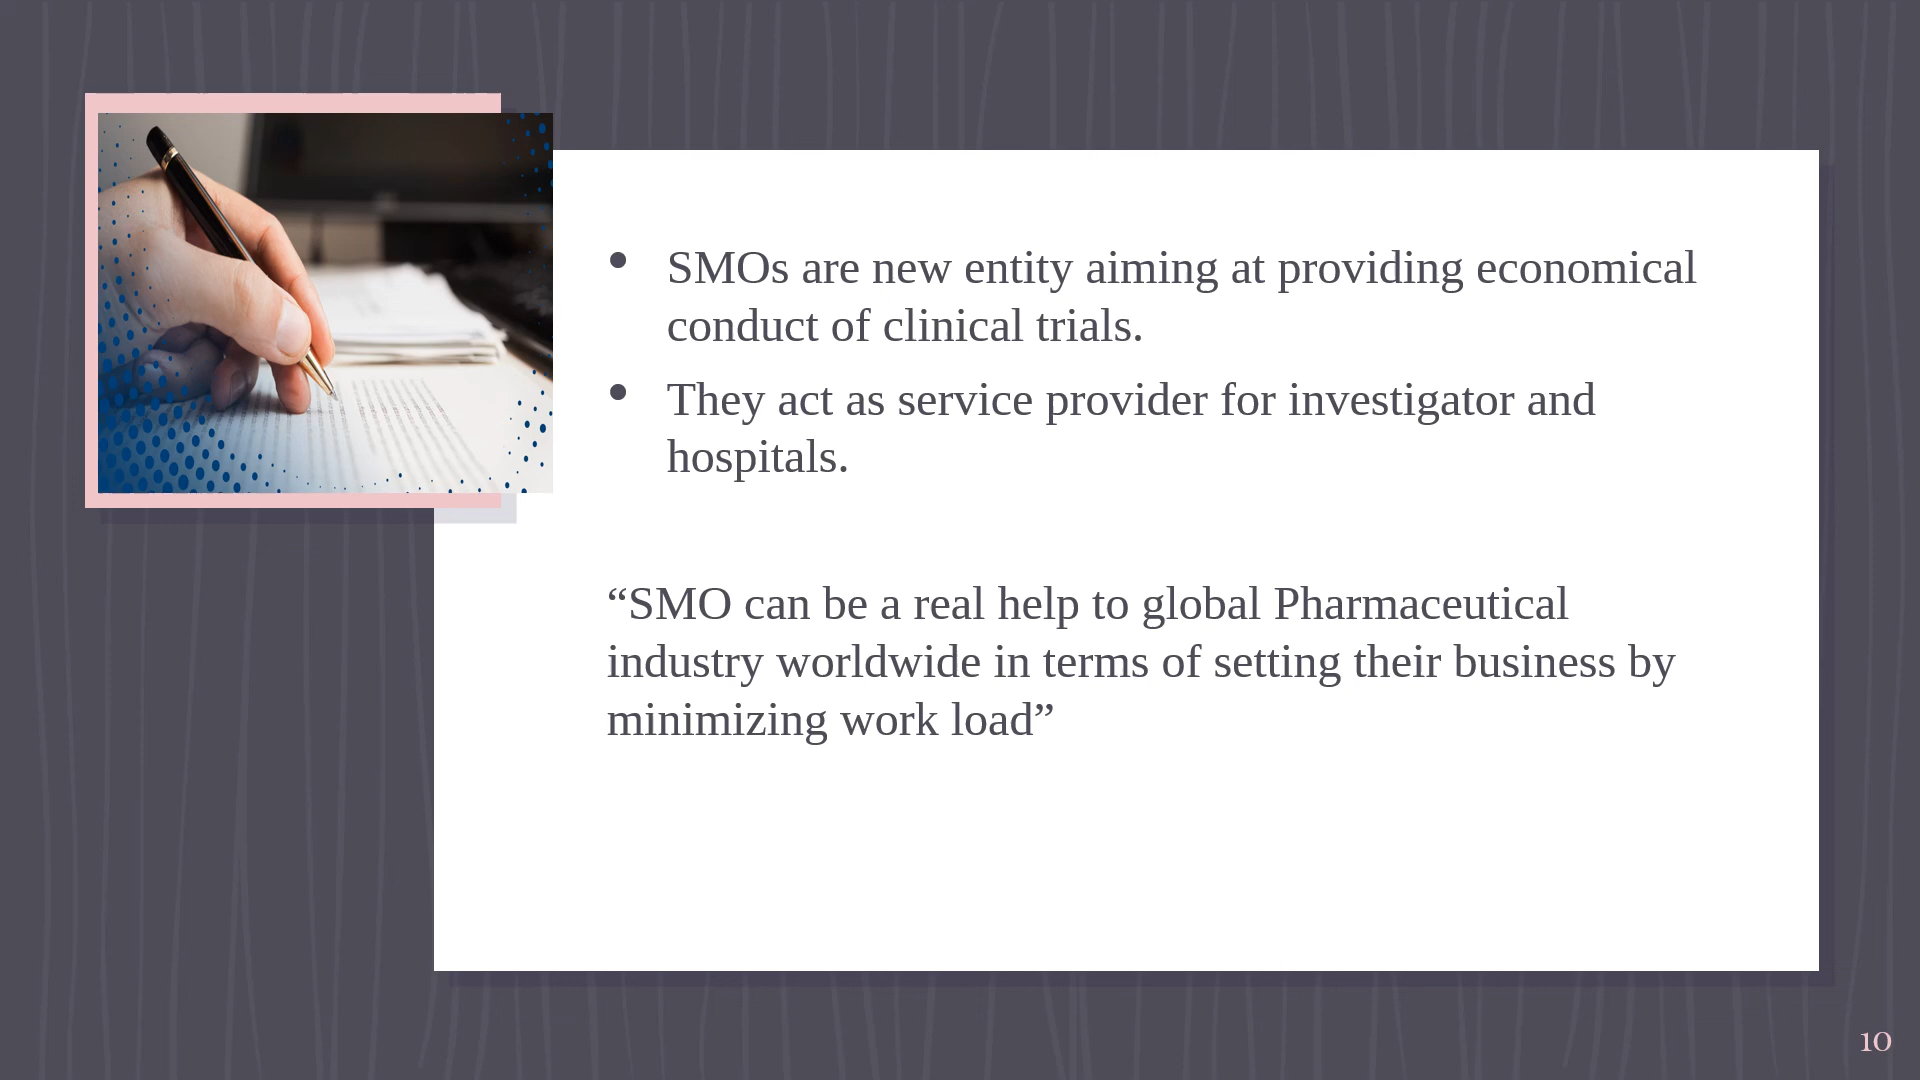 • SMOs are new entity aiming at providing economical
conduct of clinical trials.
• They act as service provider for investigator and
hospitals.
“SMO can be a real help to global Pharmaceutical
industry worldwide in terms of setting their business by
minimizing work load”
10